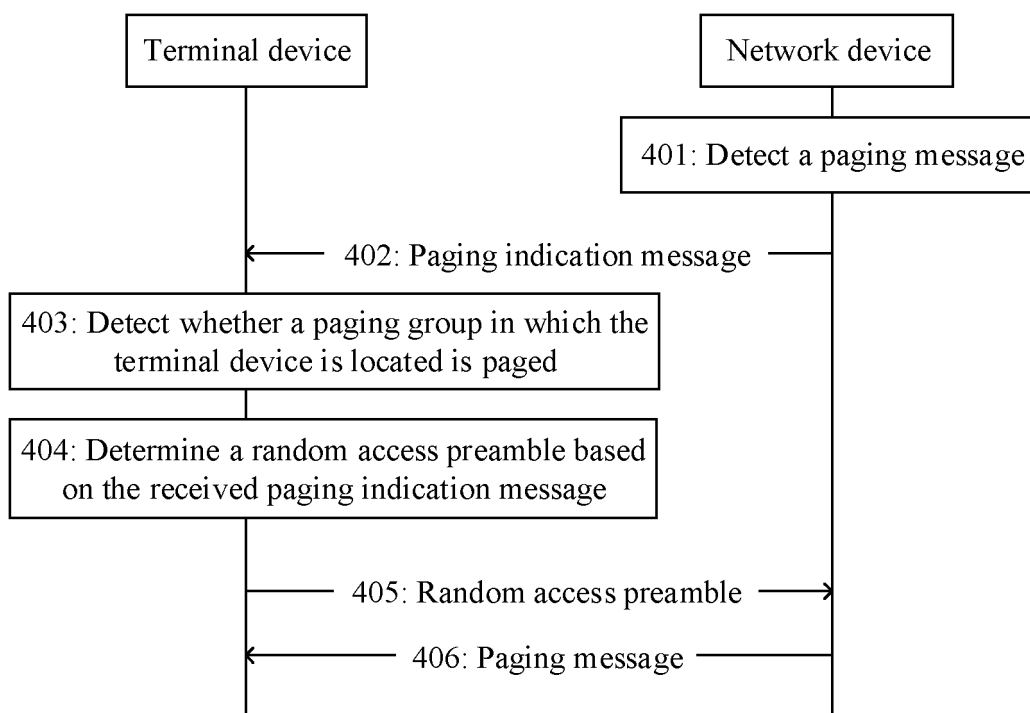 Terminal device
Network device
401: Detect a paging message
402: Paging indication message
403: Detect whether a paging group in which the
terminal device is located is paged
404: Determine a random access preamble based
on the received paging indication message
405: Random access preamble
406: Paging message